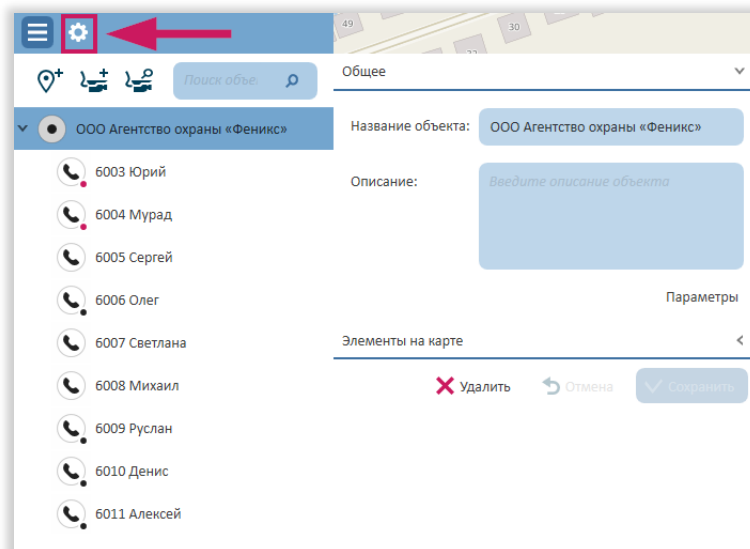 49
30
Поиск объе.
Общее
ООО Агентство охраны «Феникс»
Название объекта: ООО Агентство охраны «Феникс»
6003 Юрий
Описание: Введите описание объекта
6004 Мурад
6005 Сергей
6006 Олег
Параметры
6007 Светлана
Элементы на карте
6008 Михаил
Удалить Отмена Сохранить
6009 Руслан
6010 Денис
6011 Алексей